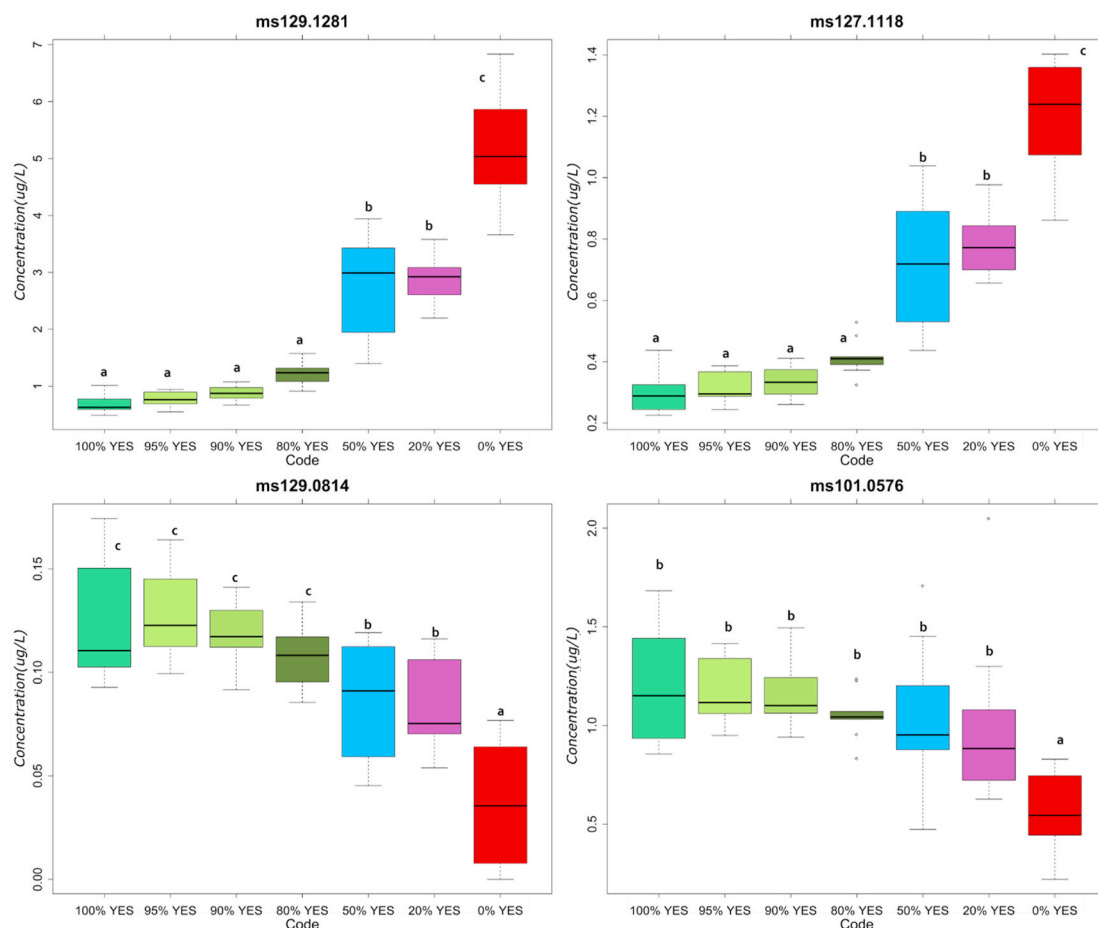 ms129.1281
Concentration(ug/L)
7
6
5
4
3
2
1
a
a
a
a
b
b
c
100% YES 95% YES 90% YES 80% YES 50% YES 20% YES 0% YES
Code
ms127.1118
Concentration(ug/L)
1.4
1.2
1.0
0.8
0.6
0.4
0.2
a
a
a
a
b
b
c
100% YES 95% YES 90% YES 80% YES 50% YES 20% YES 0% YES
Code
ms129.0814
Concentration(ug/L)
0.15
0.10
0.05
0.00
c
c
c
c
b
b
a
100% YES 95% YES 90% YES 80% YES 50% YES 20% YES 0% YES
Code
ms101.0576
Concentration(ug/L)
2.0
1.5
1.0
0.5
b
b
b
b
b
b
a
100% YES 95% YES 90% YES 80% YES 50% YES 20% YES 0% YES
Code